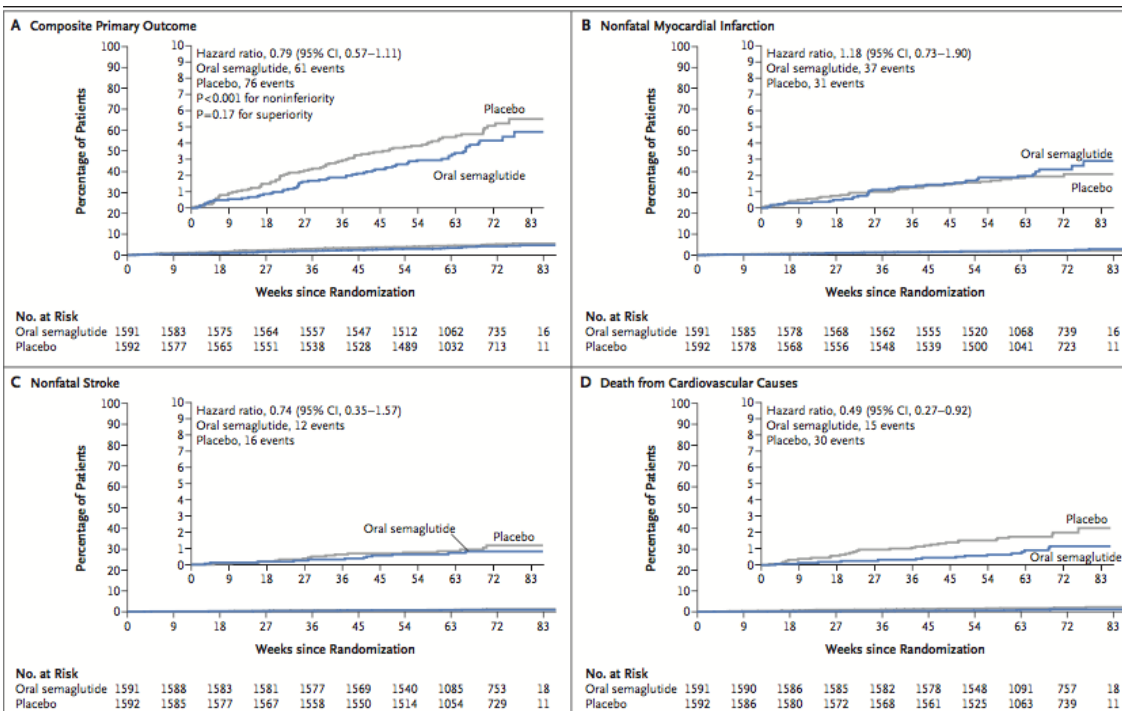 A Composite Primary Outcome
Percentage of Patients
100
90
80
70
60
50
40
30
20
10
0
10
9
8
7
6
5
4
3
2
1
0
Hazard ratio, 0.79 (95% CI, 0.57–1.11)
Oral semaglutide, 61 events
Placebo, 76 events
P<0.001 for noninferiority
P=0.17 for superiority
Placebo
Oral semaglutide
0 9 18 27 36 45 54 63 72 83
0 9 18 27 36 45 54 63 72 83
Weeks since Randomization
No. at Risk
Oral semaglutide 1591 1583 1575 1564 1557 1547 1512 1062 735 16
Placebo 1592 1577 1565 1551 1538 1528 1489 1032 713 11
B Nonfatal Myocardial Infarction
Percentage of Patients
100
90
80
70
60
50
40
30
20
10
0
10
9
8
7
6
5
4
3
2
1
0
Hazard ratio, 1.18 (95% CI, 0.73–1.90)
Oral semaglutide, 37 events
Placebo, 31 events
Oral semaglutide
Placebo
0 9 18 27 36 45 54 63 72 83
0 9 18 27 36 45 54 63 72 83
Weeks since Randomization
No. at Risk
Oral semaglutide 1591 1585 1578 1568 1562 1555 1520 1068 739 16
Placebo 1592 1578 1568 1556 1548 1539 1500 1041 723 11
C Nonfatal Stroke
Percentage of Patients
100
90
80
70
60
50
40
30
20
10
0
10
9
8
7
6
5
4
3
2
1
0
Hazard ratio, 0.74 (95% CI, 0.35–1.57)
Oral semaglutide, 12 events
Placebo, 16 events
Oral semaglutide
Placebo
0 9 18 27 36 45 54 63 72 83
0 9 18 27 36 45 54 63 72 83
Weeks since Randomization
No. at Risk
Oral semaglutide 1591 1588 1583 1581 1577 1569 1540 1085 753 18
Placebo 1592 1585 1577 1567 1558 1550 1514 1054 729 11
D Death from Cardiovascular Causes
Percentage of Patients
100
90
80
70
60
50
40
30
20
10
0
10
9
8
7
6
5
4
3
2
1
0
Hazard ratio, 0.49 (95% CI, 0.27–0.92)
Oral semaglutide, 15 events
Placebo, 30 events
Placebo
Oral semaglutide
0 9 18 27 36 45 54 63 72 83
0 9 18 27 36 45 54 63 72 83
Weeks since Randomization
No. at Risk
Oral semaglutide 1591 1590 1586 1585 1582 1578 1548 1091 757 18
Placebo 1592 1586 1580 1572 1568 1561 1525 1063 739 11